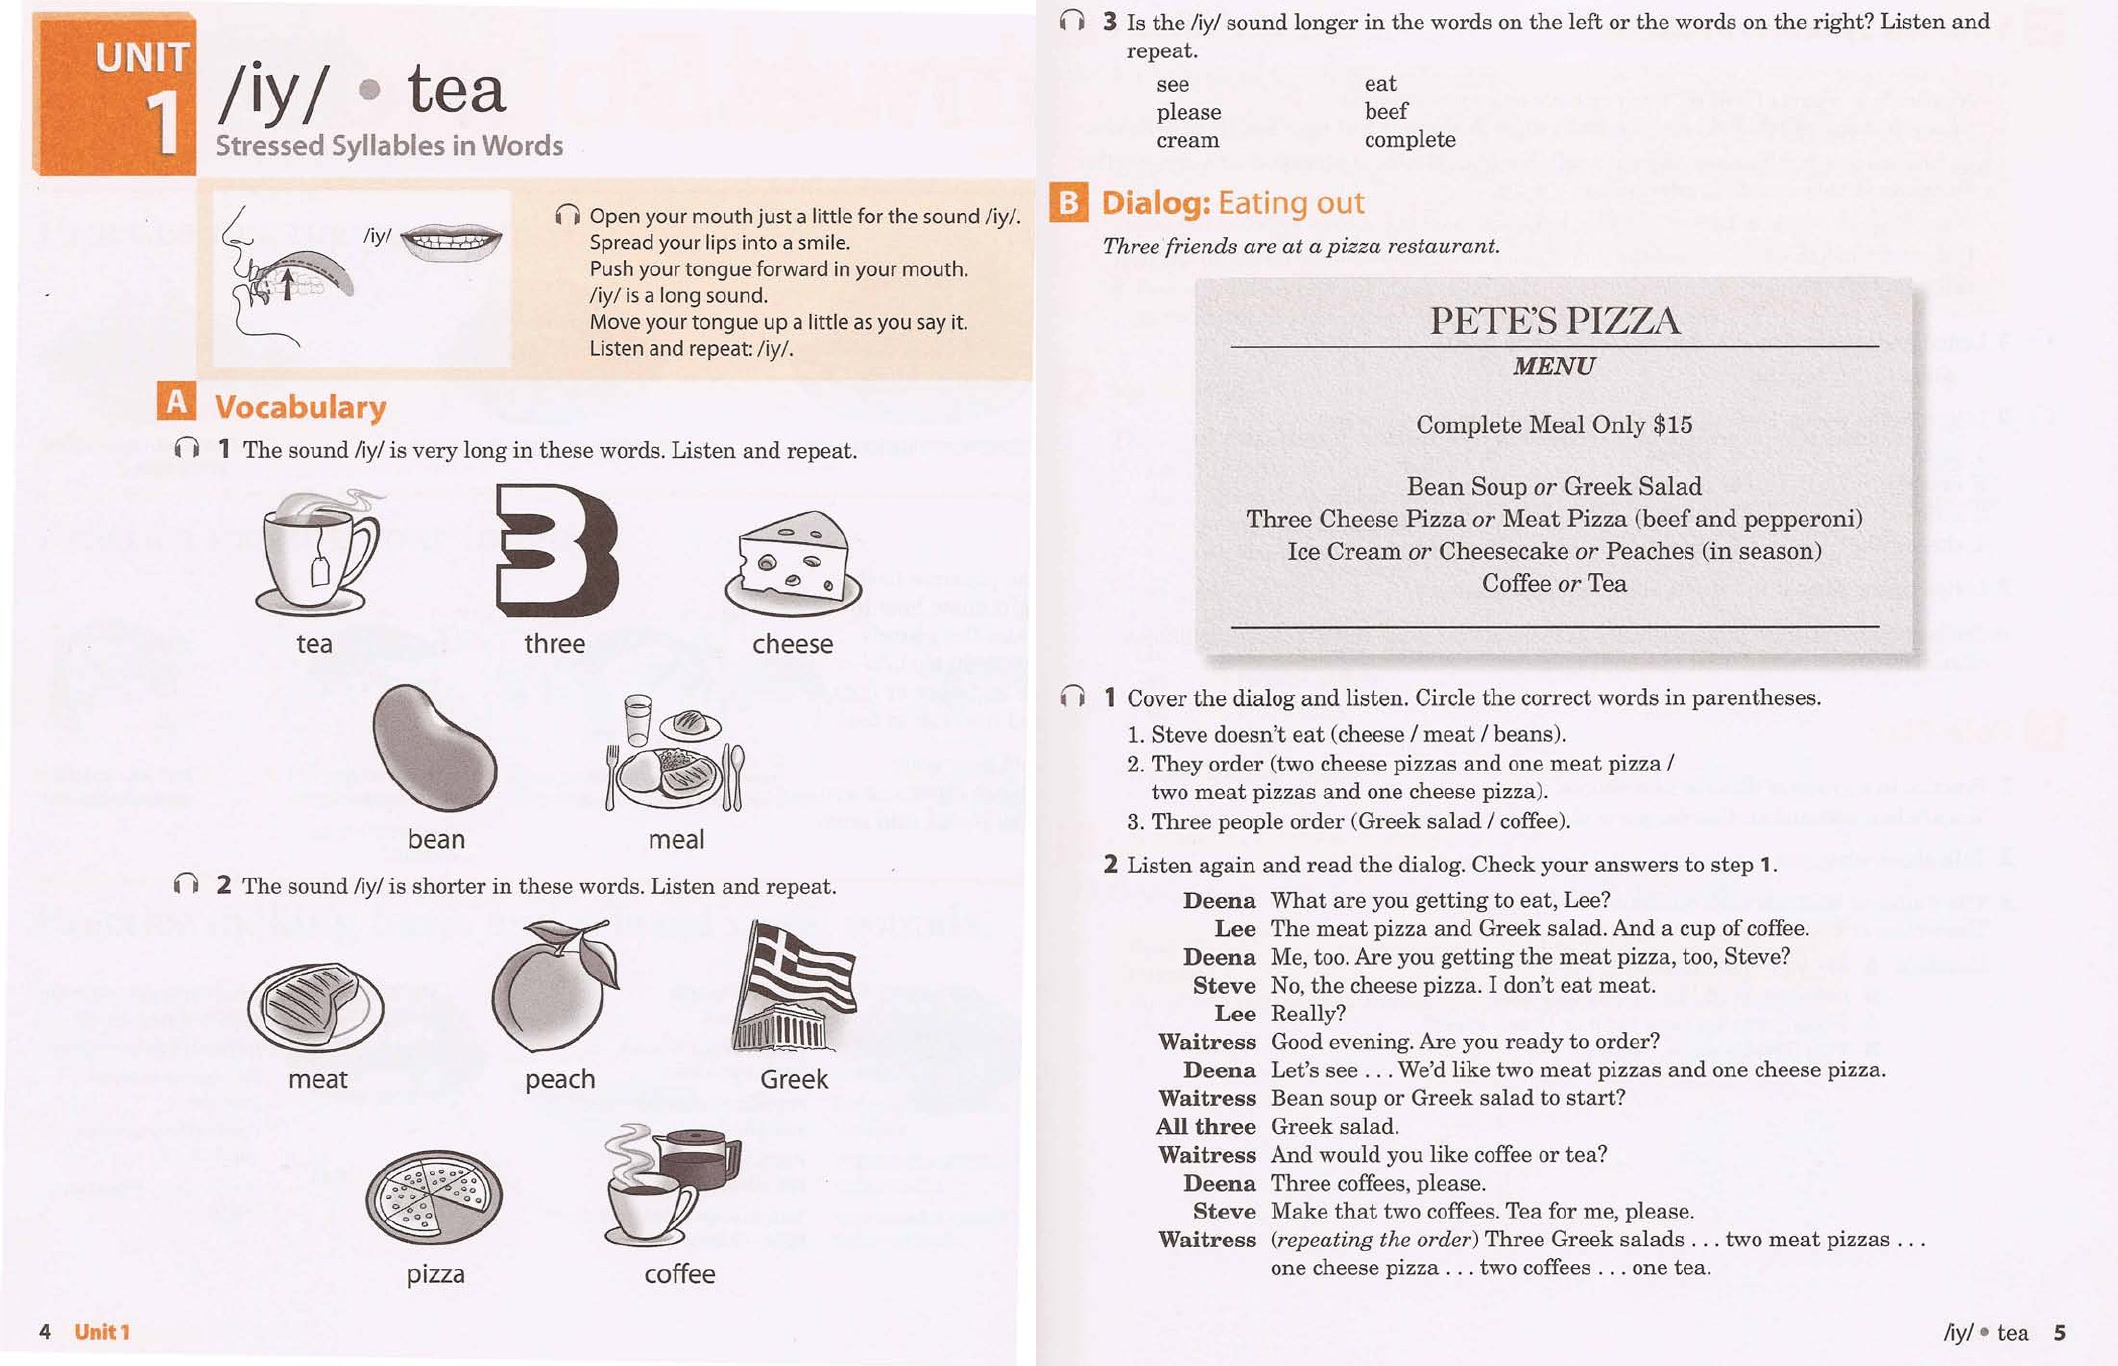 UNIT
1
/iy/ • tea
Stressed Syllables in Words
/iy/
Open your mouth just a little for the sound /iy/.
Spread your lips into a smile.
Push your tongue forward in your mouth.
/iy/ is a long sound.
Move your tongue up a little as you say it.
Listen and repeat: /iy/.
A Vocabulary
1 The sound /iy/ is very long in these words. Listen and repeat.
3
tea three cheese
bean meal
2 The sound /iy/ is shorter in these words. Listen and repeat.
meat peach Greek
pizza coffee
4 Unit 1
3 Is the /iy/ sound longer in the words on the left or the words on the right? Listen and
repeat.
see eat
please beef
cream complete
B Dialog: Eating out
Three friends are at a pizza restaurant.
PETE'S PIZZA
MENU
Complete Meal Only $15
Bean Soup or Greek Salad
Three Cheese Pizza or Meat Pizza (beef and pepperoni)
Ice Cream or Cheesecake or Peaches (in season)
Coffee or Tea
1 Cover the dialog and listen. Circle the correct words in parentheses.
1. Steve doesn't eat (cheese / meat / beans).
2. They order (two cheese pizzas and one meat pizza /
two meat pizzas and one cheese pizza).
3. Three people order (Greek salad / coffee).
2 Listen again and read the dialog. Check your answers to step 1.
Deena What are you getting to eat, Lee?
Lee The meat pizza and Greek salad. And a cup of coffee.
Deena Me, too. Are you getting the meat pizza, too, Steve?
Steve No, the cheese pizza. I don't eat meat.
Lee Really?
Waitress Good evening. Are you ready to order?
Deena Let's see . . . We'd like two meat pizzas and one cheese pizza.
Waitress Bean soup or Greek salad to start?
All three Greek salad.
Waitress And would you like coffee or tea?
Deena Three coffees, please.
Steve Make that two coffees. Tea for me, please.
Waitress (repeating the order) Three Greek salads . . . two meat pizzas . . .
one cheese pizza . . . two coffees . . . one tea.
/iy/ • tea 5